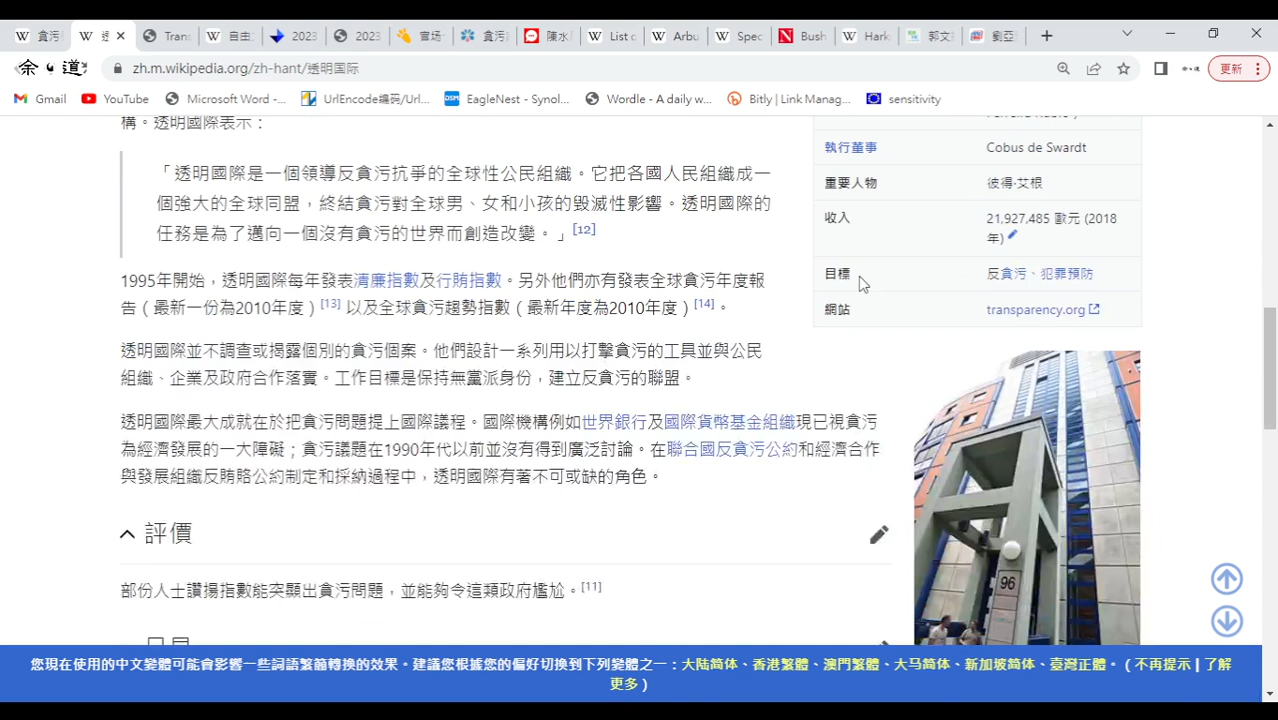 貪污
Trans
自由
2023
2023
官场
貪污
陳水
List o
Arbu
Spec
Bush
Hark
郭文
劉亞
余 道
zh.m.wikipedia.org/zh-hant/透明国际
更新
Gmail
YouTube
Microsoft Word -...
UrlEncode编码/Url...
EagleNest - Synol...
Wordle - A daily w...
Bitly | Link Manag...
sensitivity
構。透明國際表示：
「透明國際是一個領導反貪污抗爭的全球性公民組織。它把各國人民組織成一
個強大的全球同盟，終結貪污對全球男、女和小孩的毀滅性影響。透明國際的
任務是為了邁向一個沒有貪污的世界而創造改變。」[12]
1995年開始，透明國際每年發表清廉指數及行賄指數。另外他們亦有發表全球貪污年度報
告（最新一份為2010年度）[13] 以及全球貪污趨勢指數（最新年度為2010年度）[14]。
透明國際並不調查或揭露個別的貪污個案。他們設計一系列用以打擊貪污的工具並與公民
組織、企業及政府合作落實。工作目標是保持無黨派身份，建立反貪污的聯盟。
透明國際最大成就在於把貪污問題提上國際議程。國際機構例如世界銀行及國際貨幣基金組織現已視貪污
為經濟發展的一大障礙；貪污議題在1990年代以前並沒有得到廣泛討論。在聯合國反貪污公約和經濟合作
與發展組織反賄賂公約制定和採納過程中，透明國際有著不可或缺的角色。
評價
部份人士讚揚指數能突顯出貪污問題，並能夠令這類政府尷尬。[11]
執行董事 Cobus de Swardt
重要人物 彼得·艾根
收入 21,927,485 歐元 (2018
年)
目標 反貪污、犯罪預防
網站 transparency.org
96
您現在使用的中文變體可能會影響一些詞語繁簡轉換的效果。建議您根據您的偏好切換到下列變體之一：大陆简体、香港繁體、澳門繁體、大马简体、新加坡简体、臺灣正體。（不再提示 | 了解
更多）